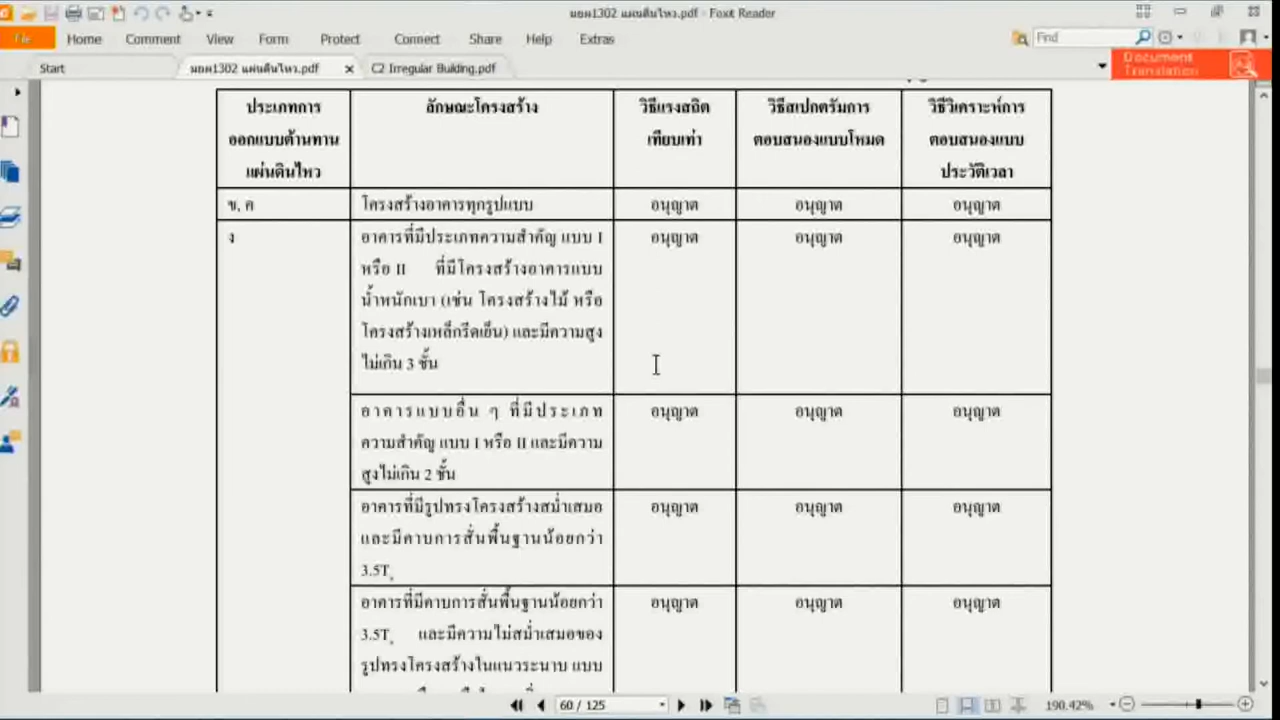 มยผ1302 แผ่นดินไหว.pdf - Foxit Reader
File Home Comment View Form Protect Connect Share Help Extras
Find
Start
มยผ1302 แผ่นดินไหว.pdf
C2 Irregular Building.pdf
Document
Translation
ประเภทการ
ออกแบบต้านทาน
แผ่นดินไหว
ลักษณะโครงสร้าง
วิธีแรงสถิต
เทียบเท่า
วิธีสเปกตรัมการ
ตอบสนองแบบโหมด
วิธีวิเคราะห์การ
ตอบสนองแบบ
ประวัติเวลา
ข, ค
โครงสร้างอาคารทุกรูปแบบ
อนุญาต
อนุญาต
อนุญาต
ง
อาคารที่มีประเภทความสำคัญ แบบ I
หรือ II ที่มีโครงสร้างอาคารแบบ
น้ำหนักเบา (เช่น โครงสร้างไม้ หรือ
โครงสร้างเหล็กรีดเย็น) และมีความสูง
ไม่เกิน 3 ชั้น
อนุญาต
อนุญาต
อนุญาต
อาคารแบบอื่น ๆ ที่มีประเภท
ความสำคัญ แบบ I หรือ II และมีความ
สูงไม่เกิน 2 ชั้น
อนุญาต
อนุญาต
อนุญาต
อาคารที่มีรูปทรงโครงสร้างสม่ำเสมอ
และมีคาบการสั่นพื้นฐานน้อยกว่า
3.5Tₛ
อนุญาต
อนุญาต
อนุญาต
อาคารที่มีคาบการสั่นพื้นฐานน้อยกว่า
3.5Tₛ และมีความไม่สม่ำเสมอของ
รูปทรงโครงสร้างในแนวระนาบ แบบ
อนุญาต
อนุญาต
อนุญาต
60 / 125
190.42%